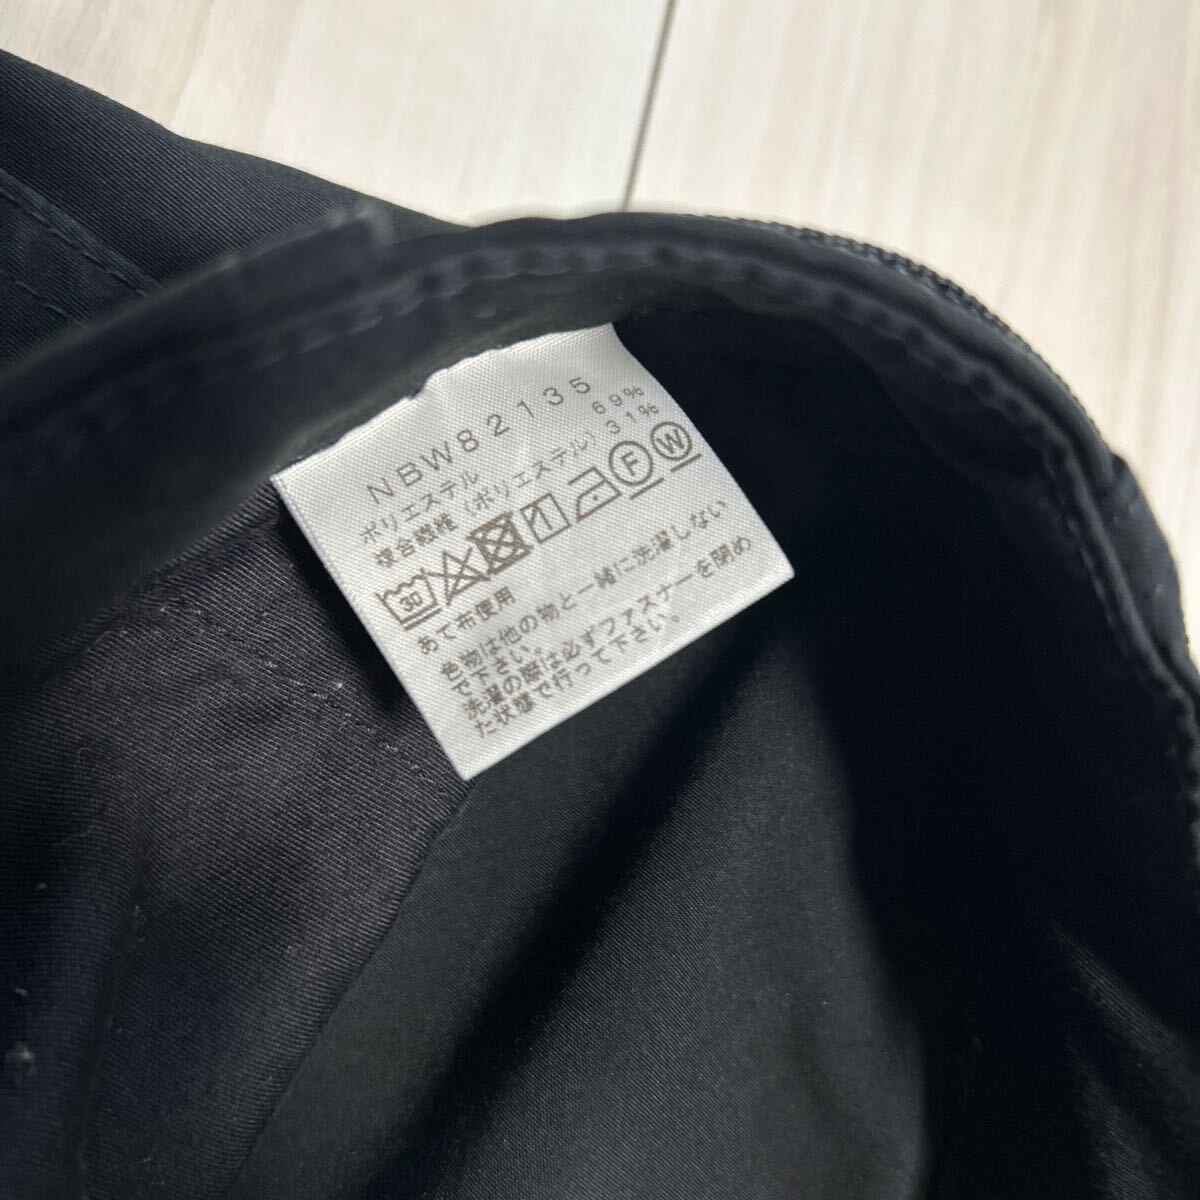 NBW82135
ポリエステル 69%
複合繊維(ポリエステル)31%
30 F W
あて布使用
色物は他の物と一緒に洗濯しない
で下さい。
洗濯の際は必ずファスナーを閉め
た状態で行って下さい。